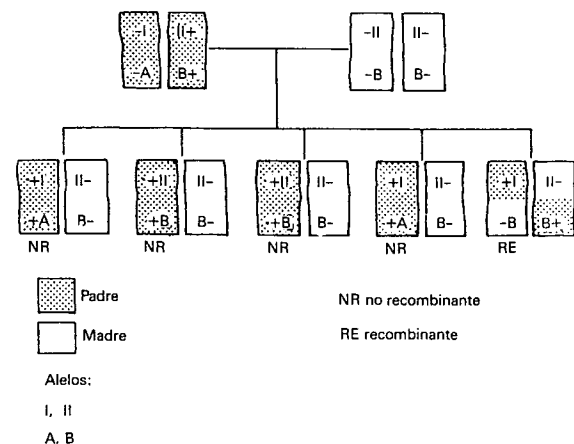 -I II+ -II II-
-A B+ -B B-
+I II- +II II- +II II- +I II- +I II-
+A B- +B B- +B B- +A B- -B B+
NR NR NR NR RE
Padre NR no recombinante
Madre RE recombinante
Alelos:
I, II
A, B